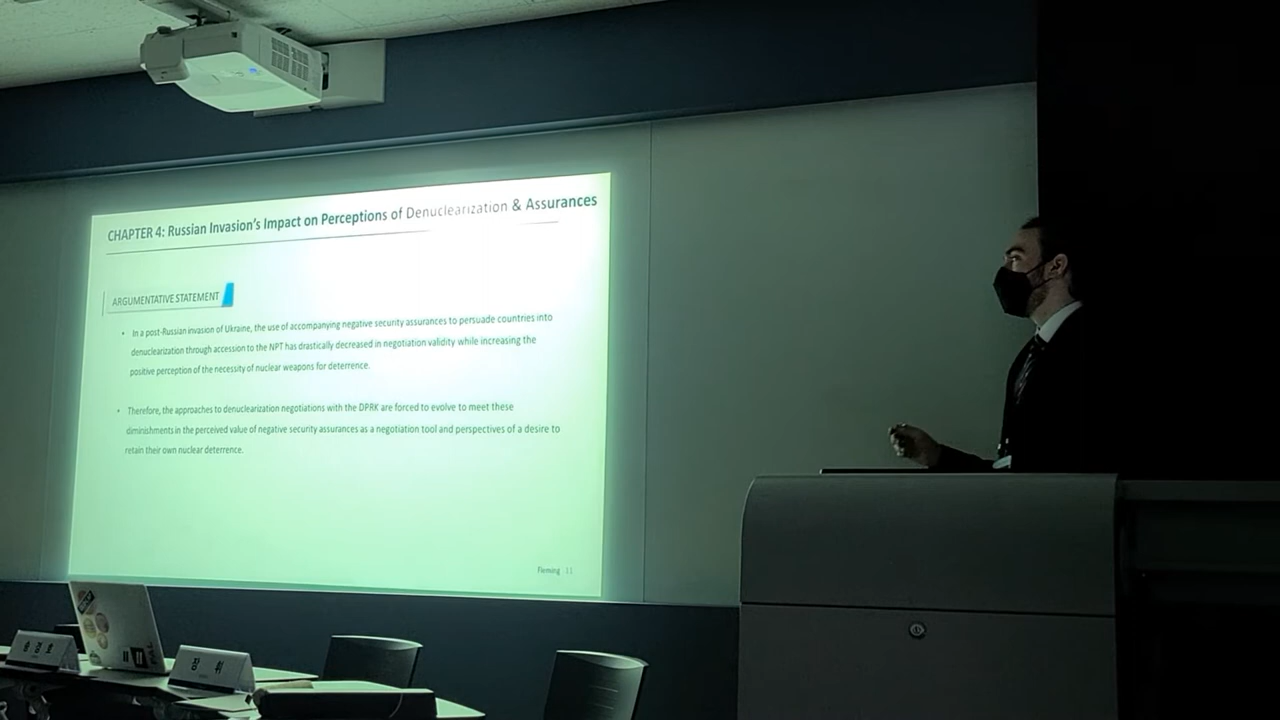 CHAPTER 4: Russian Invasion's Impact on Perceptions of Denuclearization & Assurances
ARGUMENTATIVE STATEMENT
• In a post-Russian invasion of Ukraine, the use of accompanying negative security assurances to persuade countries into
denuclearization through accession to the NPT has drastically decreased in negotiation validity while increasing the
positive perception of the necessity of nuclear weapons for deterrence.
• Therefore, the approaches to denuclearization negotiations with the DPRK are forced to evolve to meet these
diminishments in the perceived value of negative security assurances as a negotiation tool and perspectives of a desire to
retain their own nuclear deterrence.
Fleming 11